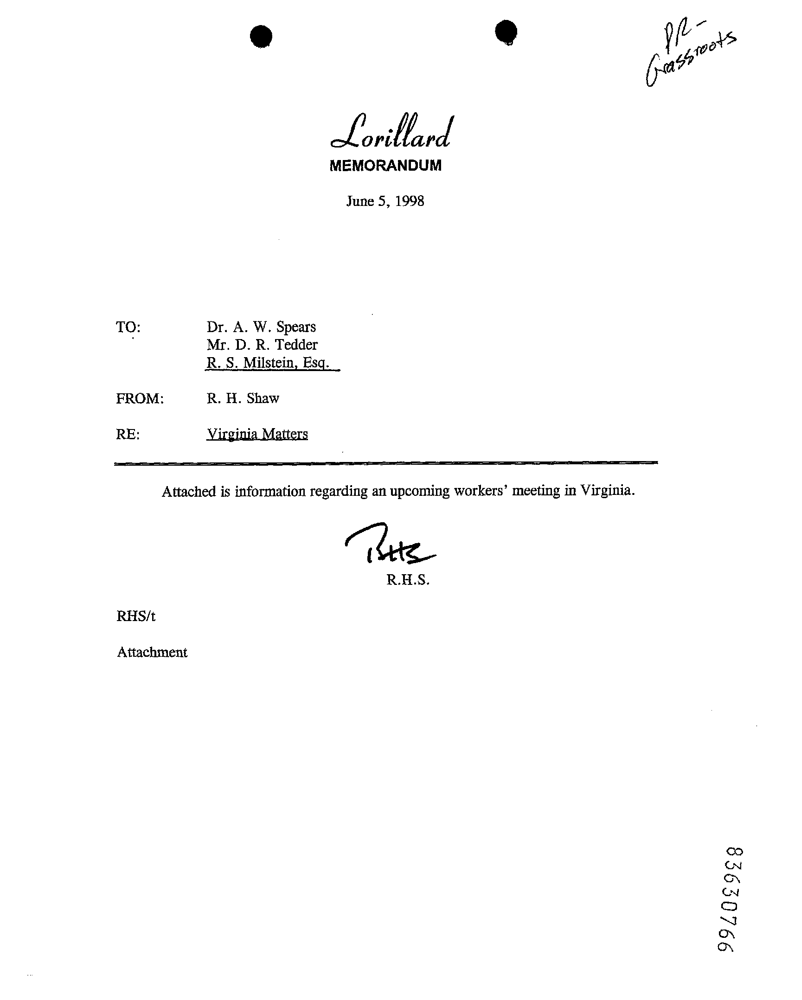 PR-
Grassroots
Lorillard
MEMORANDUM
June 5, 1998
TO: Dr. A. W. Spears
Mr. D. R. Tedder
R. S. Milstein, Esq.
FROM: R. H. Shaw
RE: Virginia Matters
Attached is information regarding an upcoming workers' meeting in Virginia.
RHS
R.H.S.
RHS/t
Attachment
83630766